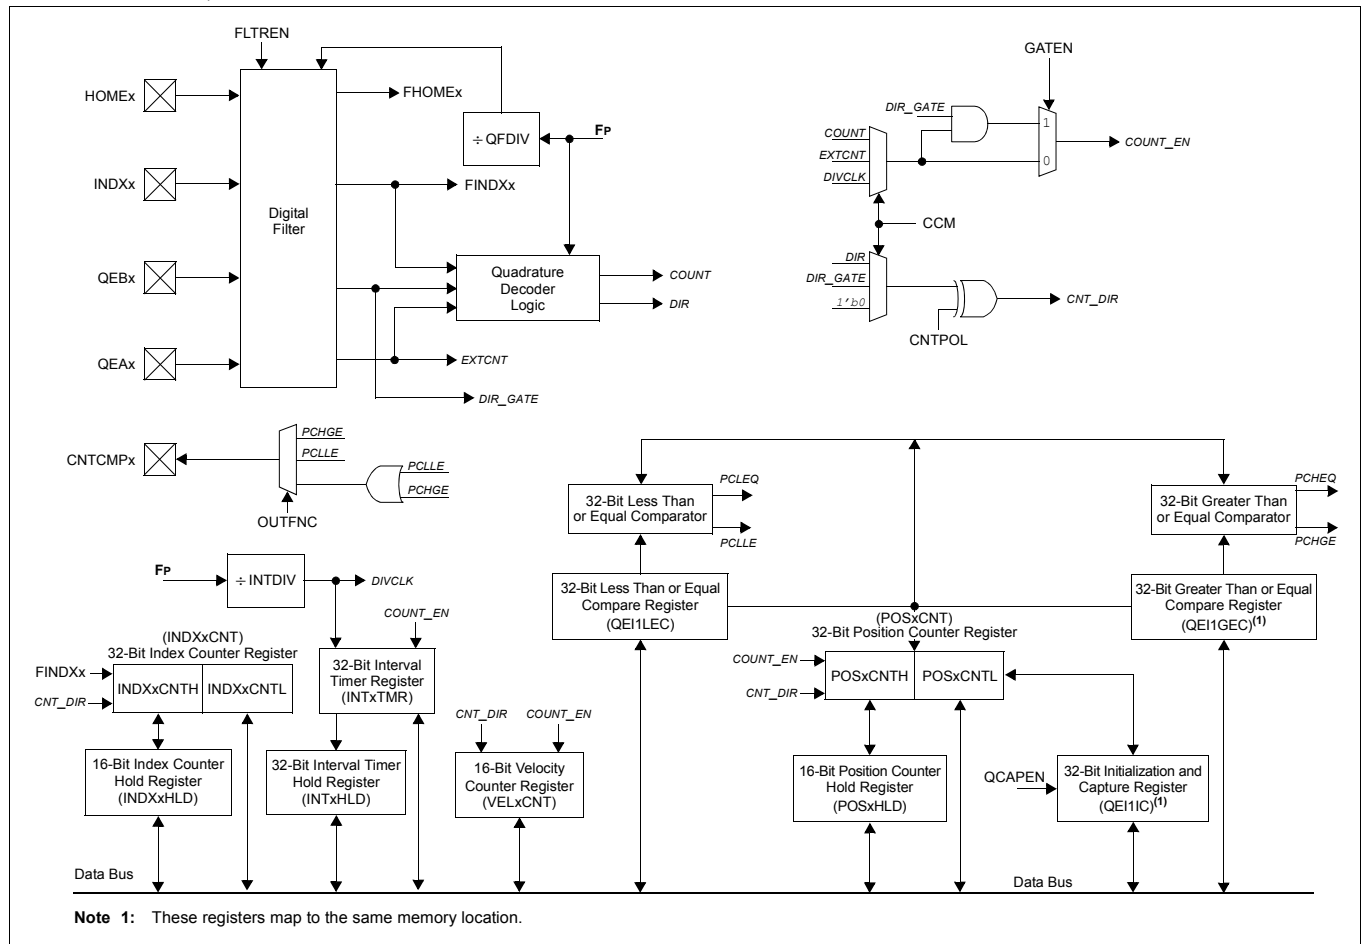 FLTREN
HOMEx
FHOMEx
÷ QFDIV
FP
INDXx
FINDXx
Digital
Filter
QEBx
Quadrature
Decoder
Logic
COUNT
DIR
QEAx
EXTCNT
DIR_GATE
GATEN
DIR_GATE
COUNT
EXTCNT
DIVCLK
1
0
COUNT_EN
CCM
DIR
DIR_GATE
1'b0
CNT_DIR
CNTPOL
CNTCMPx
PCHGE
PCLLE
PCLLE
PCHGE
OUTFNC
32-Bit Less Than
or Equal Comparator
PCLEQ
PCLLE
32-Bit Greater Than
or Equal Comparator
PCHEQ
PCHGE
FP
÷ INTDIV
DIVCLK
COUNT_EN
32-Bit Less Than or Equal
Compare Register
(QEI1LEC)
32-Bit Greater Than or Equal
Compare Register
(QEI1GEC)(1)
(INDXxCNT)
32-Bit Index Counter Register
FINDXx
CNT_DIR
INDXxCNTH
INDXxCNTL
32-Bit Interval
Timer Register
(INTxTMR)
(POSxCNT)
32-Bit Position Counter Register
COUNT_EN
CNT_DIR
POSxCNTH
POSxCNTL
16-Bit Index Counter
Hold Register
(INDXxHLD)
32-Bit Interval Timer
Hold Register
(INTxHLD)
CNT_DIR
COUNT_EN
16-Bit Velocity
Counter Register
(VELxCNT)
16-Bit Position Counter
Hold Register
(POSxHLD)
QCAPEN
32-Bit Initialization and
Capture Register
(QEI1IC)(1)
Data Bus
Data Bus
Note 1: These registers map to the same memory location.